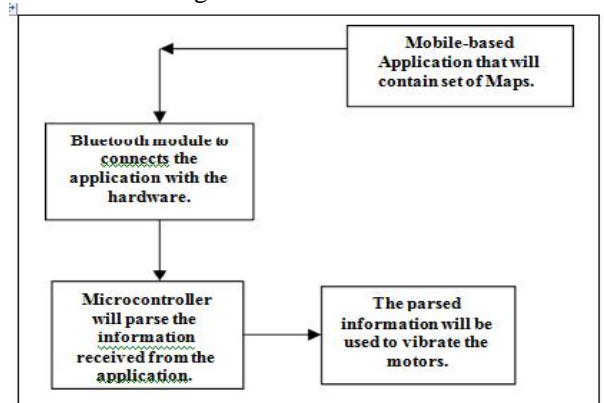 Mobile-based
Application that will
contain set of Maps.
Bluetooth module to
connects the
application with the
hardware.
Microcontroller
will parse the
information
received from the
application.
The parsed
information will be
used to vibrate the
motors.